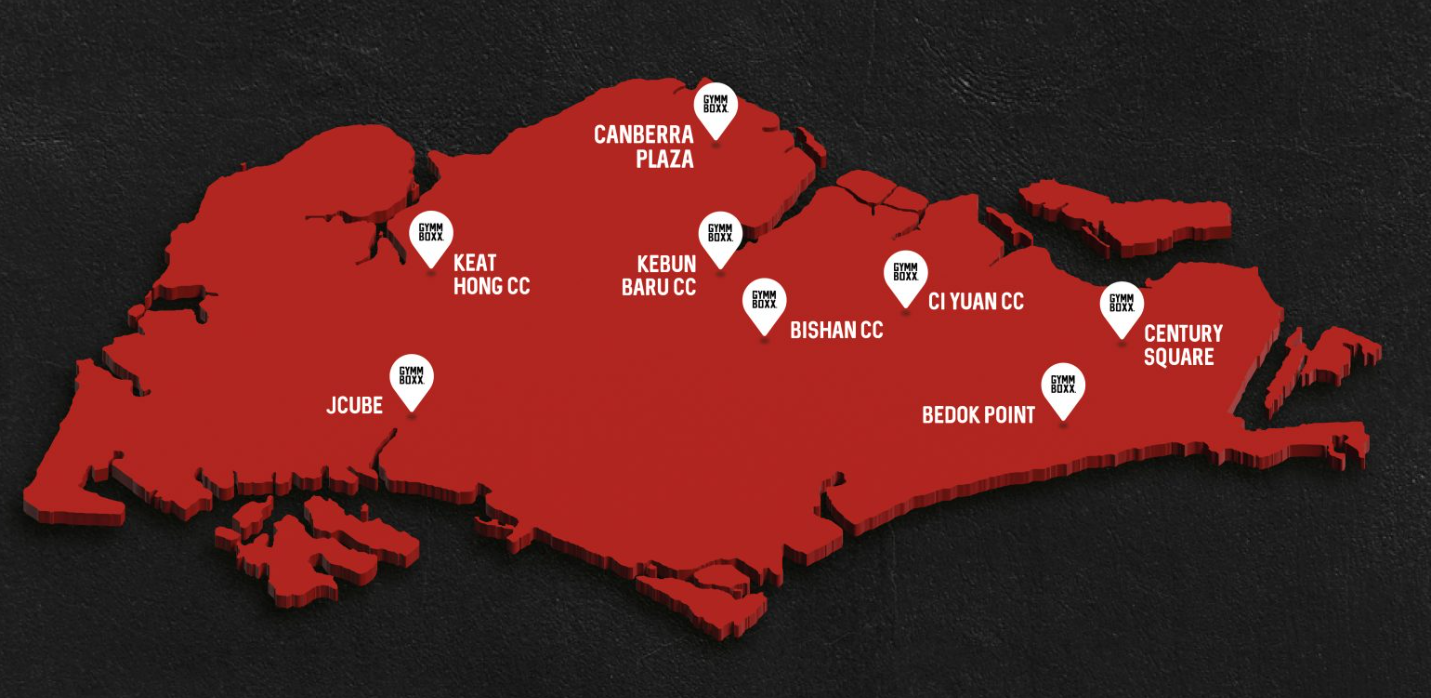 GYMM
BOXX.
CANBERRA
PLAZA
GYMM
BOXX.
KEAT
HONG CC
GYMM
BOXX.
KEBUN
BARU CC
GYMM
BOXX.
CI YUAN CC
GYMM
BOXX.
BISHAN CC
GYMM
BOXX.
CENTURY
SQUARE
GYMM
BOXX.
JCUBE
GYMM
BOXX.
BEDOK POINT